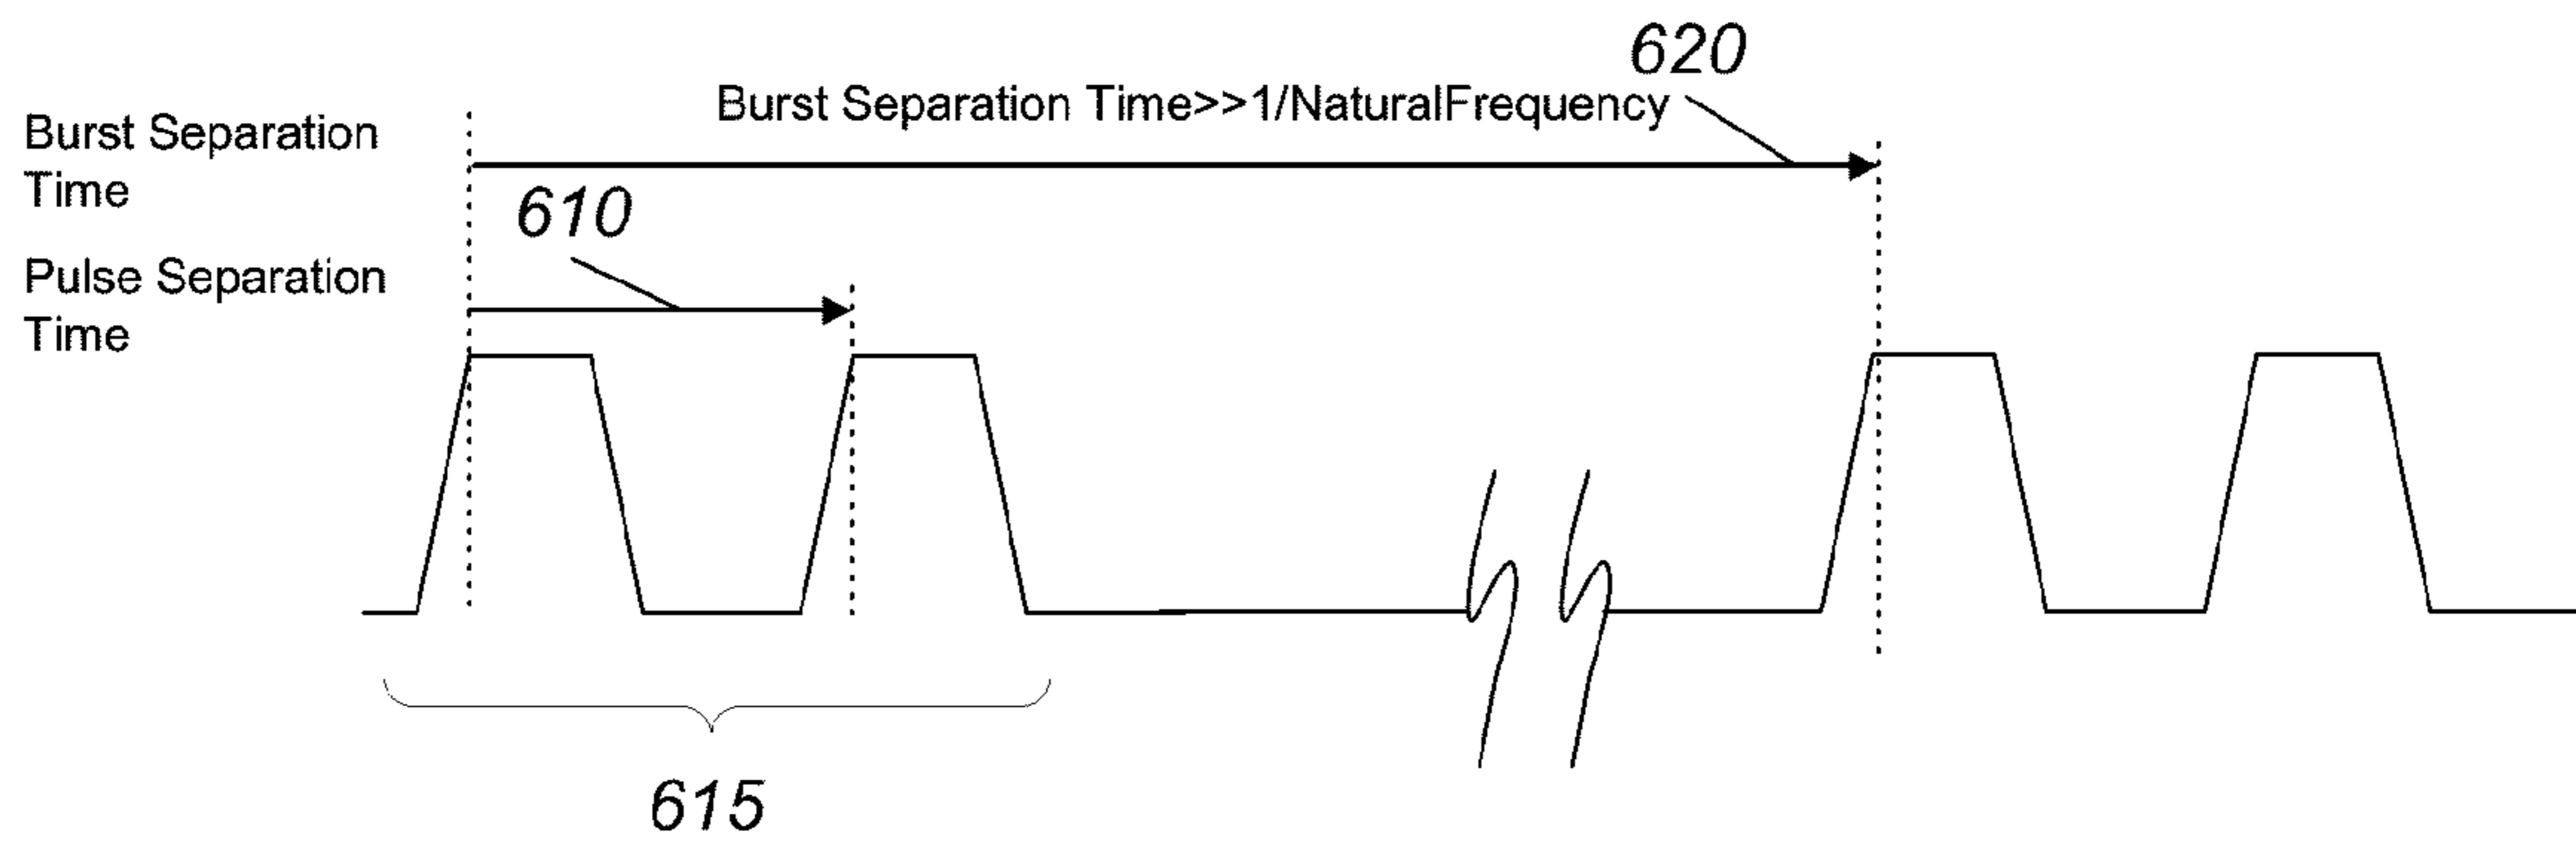 620
Burst Separation Time>>1/NaturalFrequency
Burst Separation
Time
610
Pulse Separation
Time
615